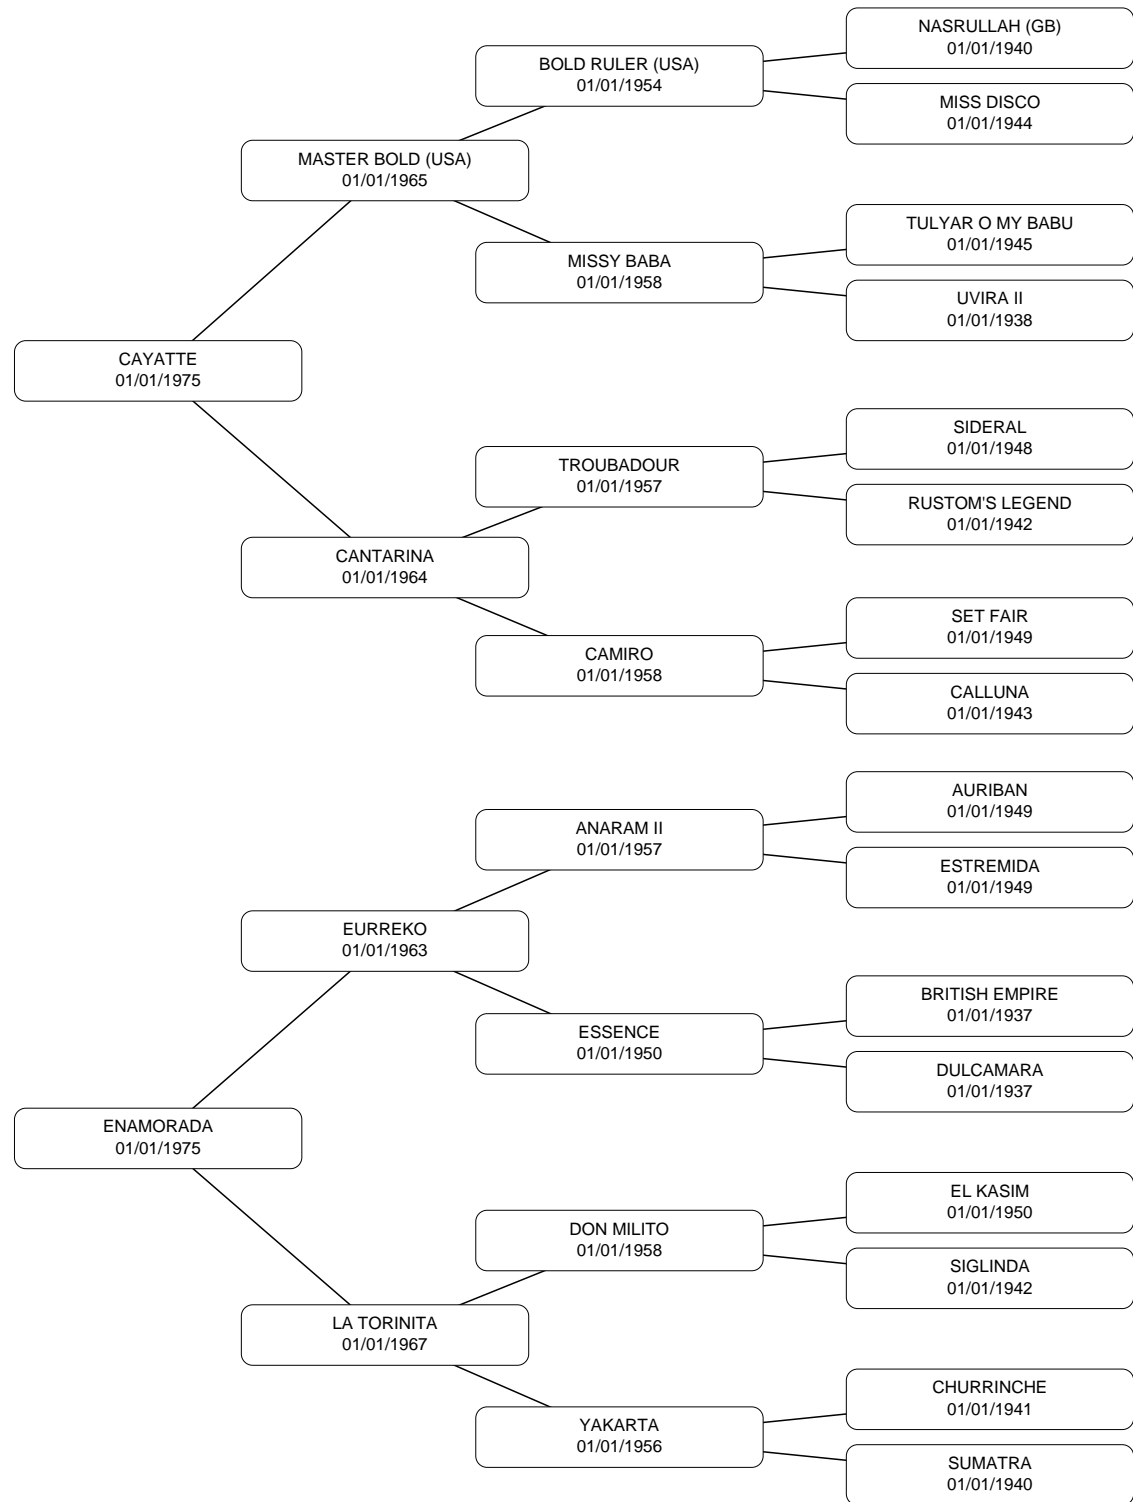 NASRULLAH (GB)
01/01/1940
BOLD RULER (USA)
01/01/1954
MISS DISCO
01/01/1944
MASTER BOLD (USA)
01/01/1965
TULYAR O MY BABU
01/01/1945
MISSY BABA
01/01/1958
UVIRA II
01/01/1938
CAYATTE
01/01/1975
SIDERAL
01/01/1948
TROUBADOUR
01/01/1957
RUSTOM'S LEGEND
01/01/1942
CANTARINA
01/01/1964
SET FAIR
01/01/1949
CAMIRO
01/01/1958
CALLUNA
01/01/1943
AURIBAN
01/01/1949
ANARAM II
01/01/1957
ESTREMIDA
01/01/1949
EURREKO
01/01/1963
BRITISH EMPIRE
01/01/1937
ESSENCE
01/01/1950
DULCAMARA
01/01/1937
ENAMORADA
01/01/1975
EL KASIM
01/01/1950
DON MILITO
01/01/1958
SIGLINDA
01/01/1942
LA TORINITA
01/01/1967
CHURRINCHE
01/01/1941
YAKARTA
01/01/1956
SUMATRA
01/01/1940